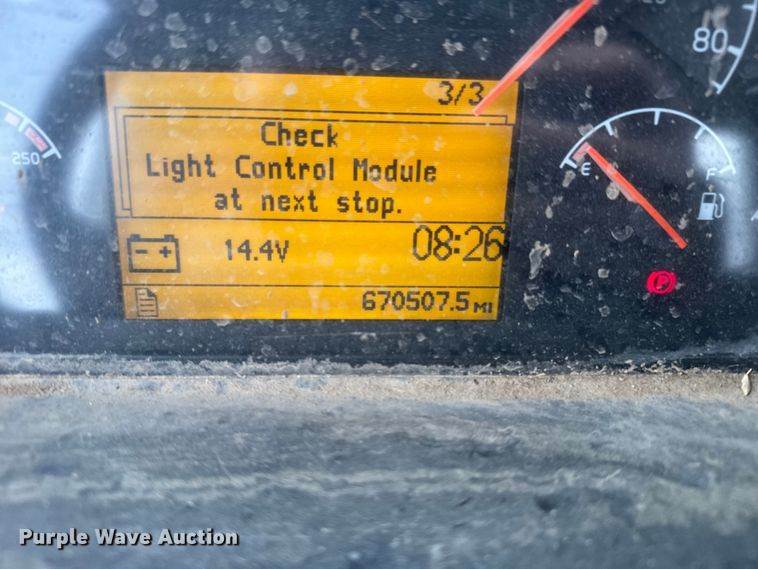 3/3
Check
Light Control Module
at next stop.
14.4V
08:26
670507.5 MI
250
80
E
F
P
Purple Wave Auction